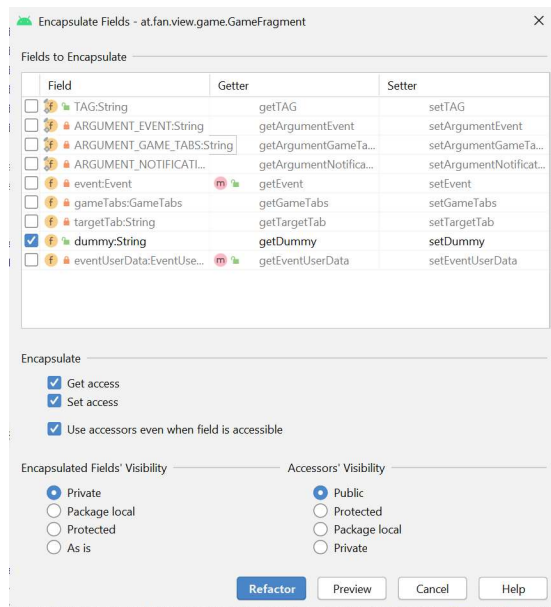 Encapsulate Fields - at.fan.view.game.GameFragment
Fields to Encapsulate
Field Getter Setter
f TAG:String getTAG setTAG
f ARGUMENT_EVENT:String getArgumentEvent setArgumentEvent
f ARGUMENT_GAME_TABS:String getArgumentGameTa... setArgumentGameTa...
f ARGUMENT_NOTIFICATI... getArgumentNotifica... setArgumentNotificat...
f event:Event m getEvent setEvent
f gameTabs:GameTabs getGameTabs setGameTabs
f targetTab:String getTargetTab setTargetTab
f dummy:String getDummy setDummy
f eventUserData:EventUse... m getEventUserData setEventUserData
Encapsulate
Get access
Set access
Use accessors even when field is accessible
Encapsulated Fields' Visibility Accessors' Visibility
Private Public
Package local Protected
Protected Package local
As is Private
Refactor Preview Cancel Help